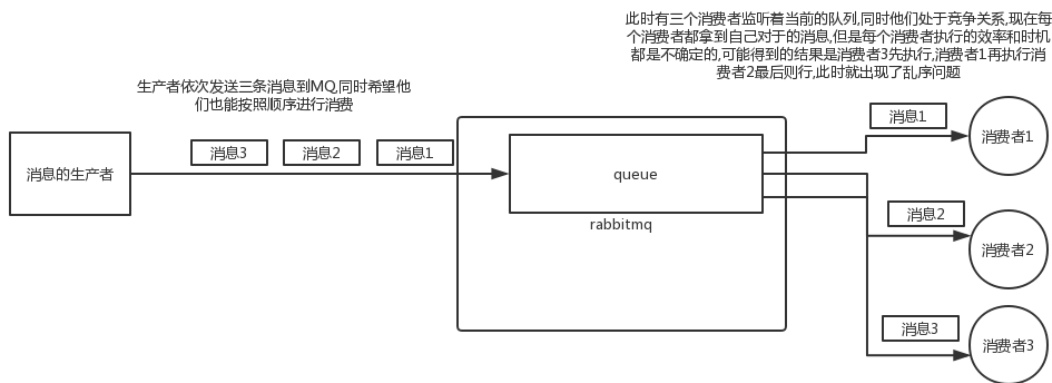 此时有三个消费者监听着当前的队列,同时他们处于竞争关系,现在每
个消费者都拿到自己对于的消息,但是每个消费者执行的效率和时机
都是不确定的,可能得到的结果是消费者3先执行,消费者1再执行消
费者2最后则行,此时就出现了乱序问题
生产者依次发送三条消息到MQ,同时希望他
们也能按照顺序进行消费
消息的生产者
消息3
消息2
消息1
queue
rabbitmq
消息1
消费者1
消息2
消费者2
消息3
消费者3